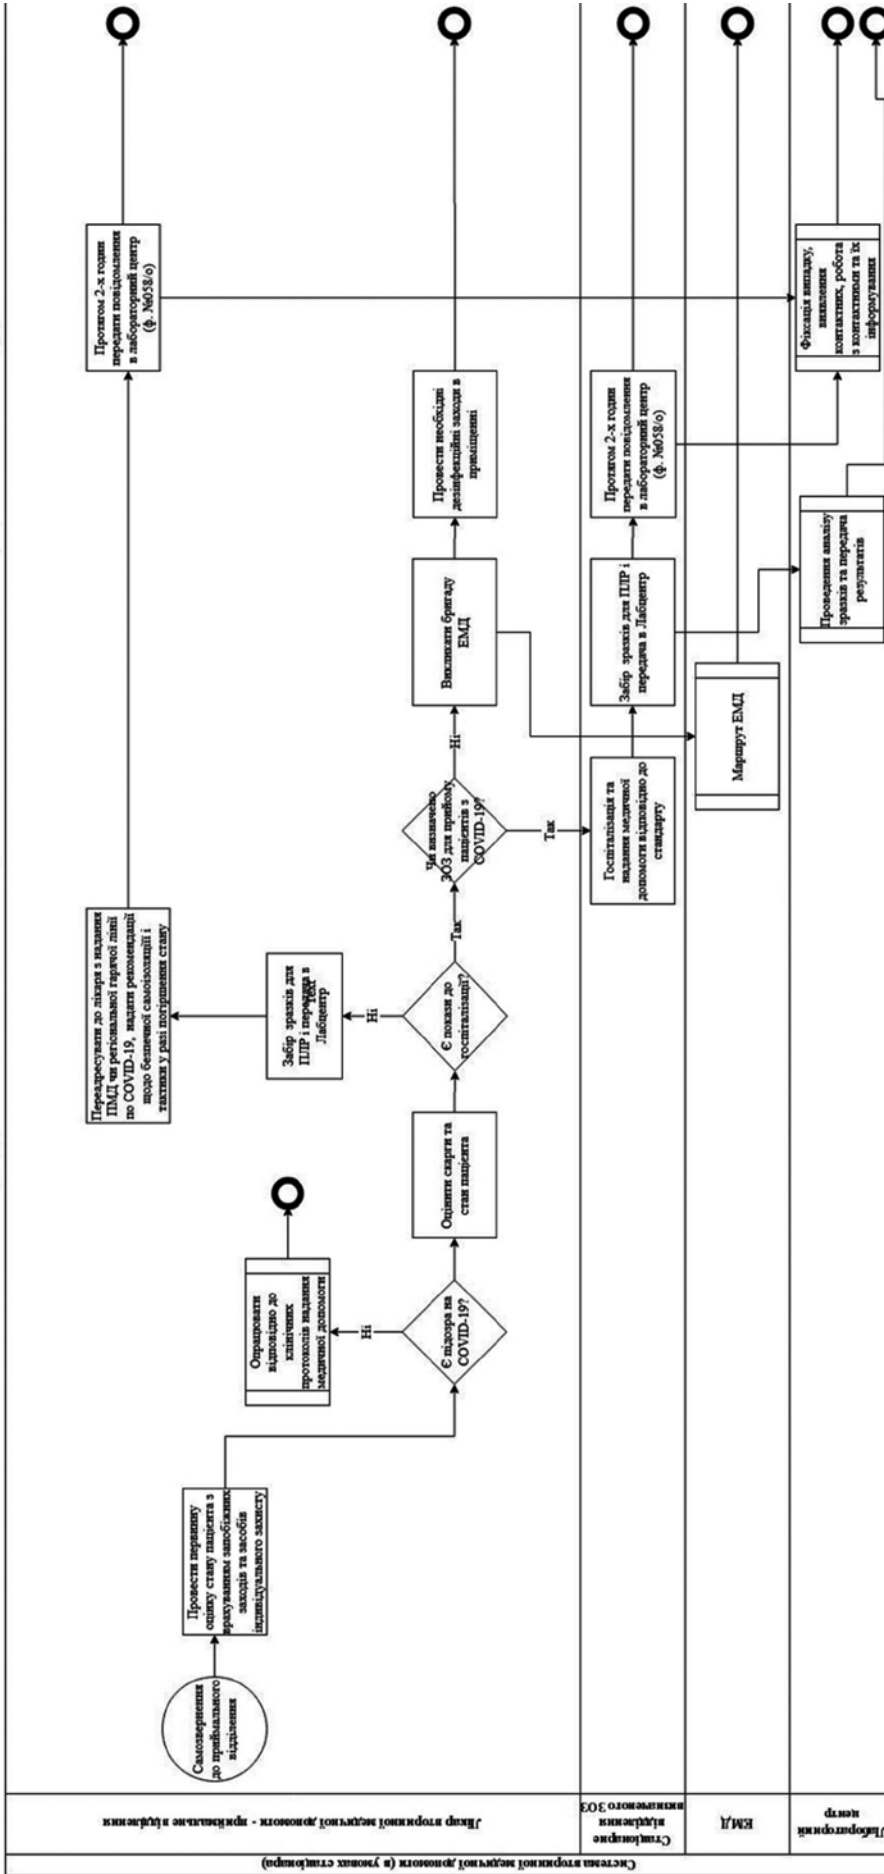 Система вторинної медичної допомоги (в умовах стаціонара)
Лікар вторинної медичної допомоги - приймальне відділення
Самозвернення
до приймального
відділення
Провести первинну
оцінку стану пацієнта з
врахуванням запобіжних
заходів та засобів
індивідуального захисту
Є підозра на
COVID-19?
Ні
Опрацювати
відповідно до
клінічних
протоколів надання
медичної допомоги
Оцінити скарги та
стан пацієнта
Є покази до
госпіталізації?
Ні
Забір зразків для
ПЛР і передача в
Text
Лабцентр
Переадресувати до лікаря з надання
ПМД чи регіональної гарячої лінії
по COVID-19, надати рекомендації
щодо безпечної самоізоляціїі і
тактики у разі погіршення стану
Протягом 2-х годин
передати повідомлення
в лабораторний центр
(ф. №058/о)
Так
Чи визначено
ЗОЗ для прийому
пацієнтів з
COVID-19?
Ні
Викликати бригаду
ЕМД
Провести необхідні
дезінфекційні заходи в
приміщенні
Так
Стаціонарне
відділення
визначеного ЗОЗ
Госпіталізація та
надання медичної
допомоги відповідно до
стандарту
Забір зразків для ПЛР і
передача в Лабцентр
Протягом 2-х годин
передати повідомлення
в лабораторний центр
(ф. №058/о)
ЕМД
Маршрут ЕМД
Лабораторний
центр
Проведення аналізу
зразків та передача
результатів
Фіксація випадку,
виявлення
контактних, робота
з контактними та їх
інформування